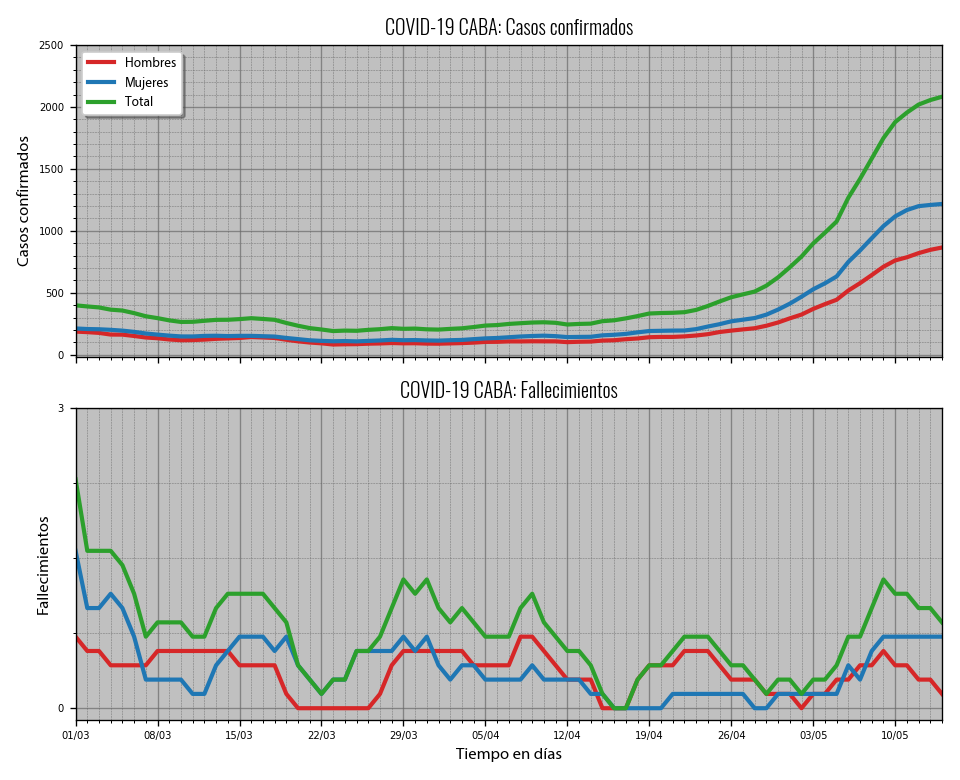 COVID-19 CABA: Casos confirmados
2500
2000
1500
1000
500
0
Casos confirmados
Hombres
Mujeres
Total
COVID-19 CABA: Fallecimientos
3
0
Fallecimientos
01/03 08/03 15/03 22/03 29/03 05/04 12/04 19/04 26/04 03/05 10/05
Tiempo en días